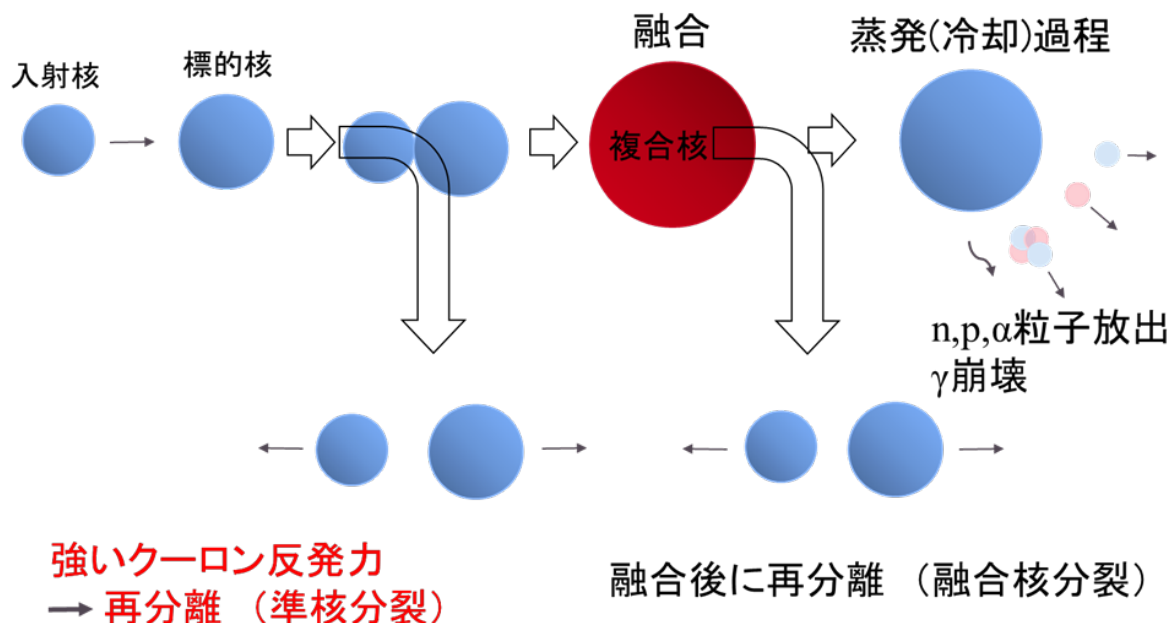 入射核
標的核
融合
複合核
蒸発(冷却)過程
n,p,α粒子放出
γ崩壊
強いクーロン反発力
→ 再分離 （準核分裂）
融合後に再分離 （融合核分裂）